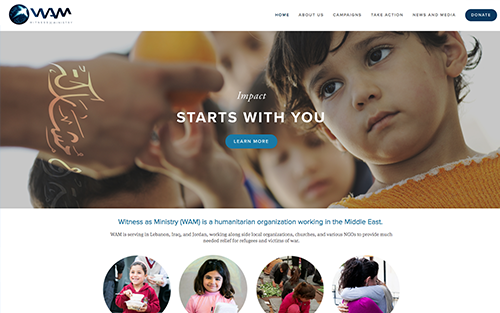 WAM
HOME ABOUT US CAMPAIGNS TAKE ACTION NEWS AND MEDIA DONATE
Impact
STARTS WITH YOU
LEARN MORE
Witness as Ministry (WAM) is a humanitarian organization working in the Middle East.
WAM is serving in Lebanon, Iraq, and Jordan, working along side local organizations, churches, and various NGOs to provide much
needed relief for refugees and victims of war.